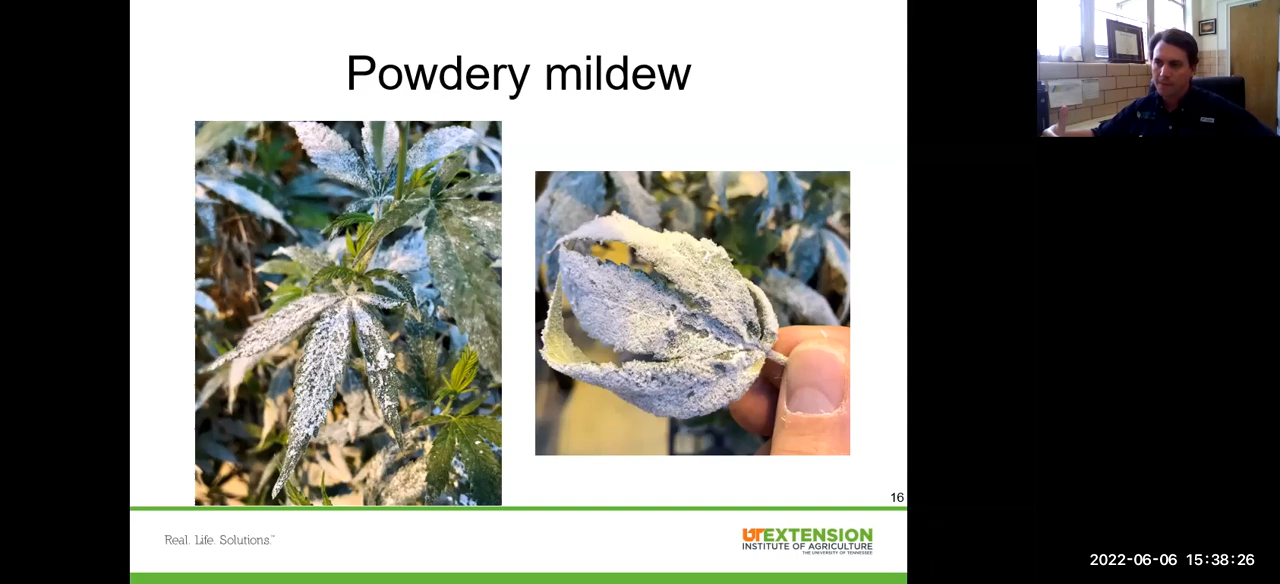 Powdery mildew
16
Real. Life. Solutions.™
UTEXTENSION
INSTITUTE OF AGRICULTURE
THE UNIVERSITY OF TENNESSEE
2022-06-06 15:38:26